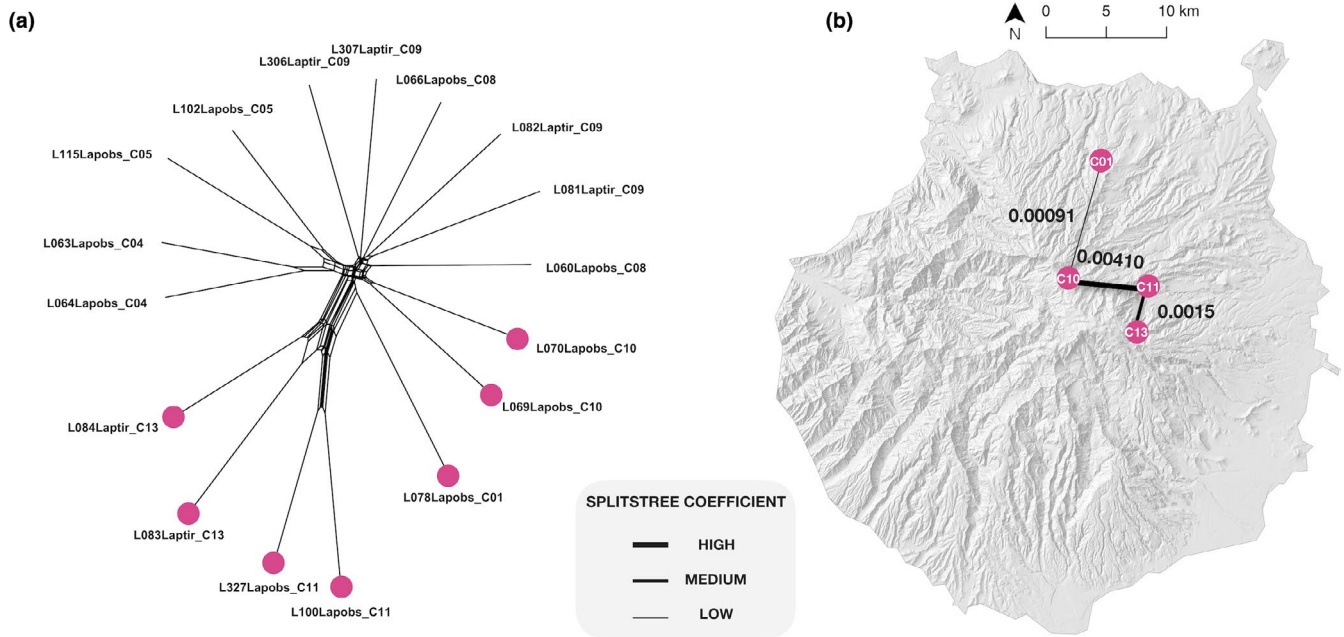 (a)
L307Laptir_C09
L306Laptir_C09
L066Lapobs_C08
L102Lapobs_C05
L082Laptir_C09
L115Lapobs_C05
L081Laptir_C09
L063Lapobs_C04
L060Lapobs_C08
L064Lapobs_C04
L070Lapobs_C10
L069Lapobs_C10
L084Laptir_C13
L078Lapobs_C01
L083Laptir_C13
L327Lapobs_C11
L100Lapobs_C11
SPLITSTREE COEFFICIENT
HIGH
MEDIUM
LOW
(b)
N
0 5 10 km
C01
0.00091
0.00410
C10
C11
0.0015
C13